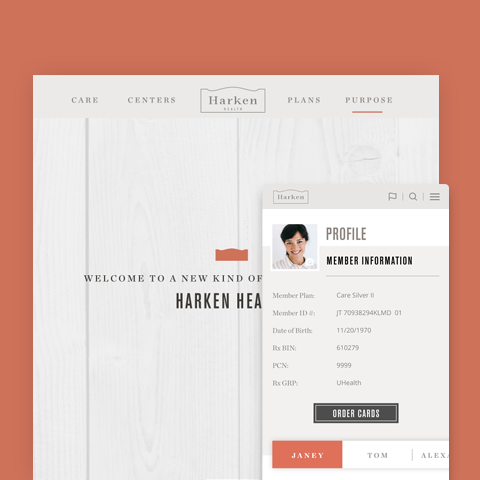 CARE CENTERS Harken HEALTH PLANS PURPOSE
WELCOME TO A NEW KIND OF
HARKEN HEA
Harken
PROFILE
MEMBER INFORMATION
Member Plan: Care Silver II
Member ID #: JT 70938294KLMD 01
Date of Birth: 11/20/1970
Rx BIN: 610279
PCN: 9999
Rx GRP: UHealth
ORDER CARDS
JANEY TOM ALEXA